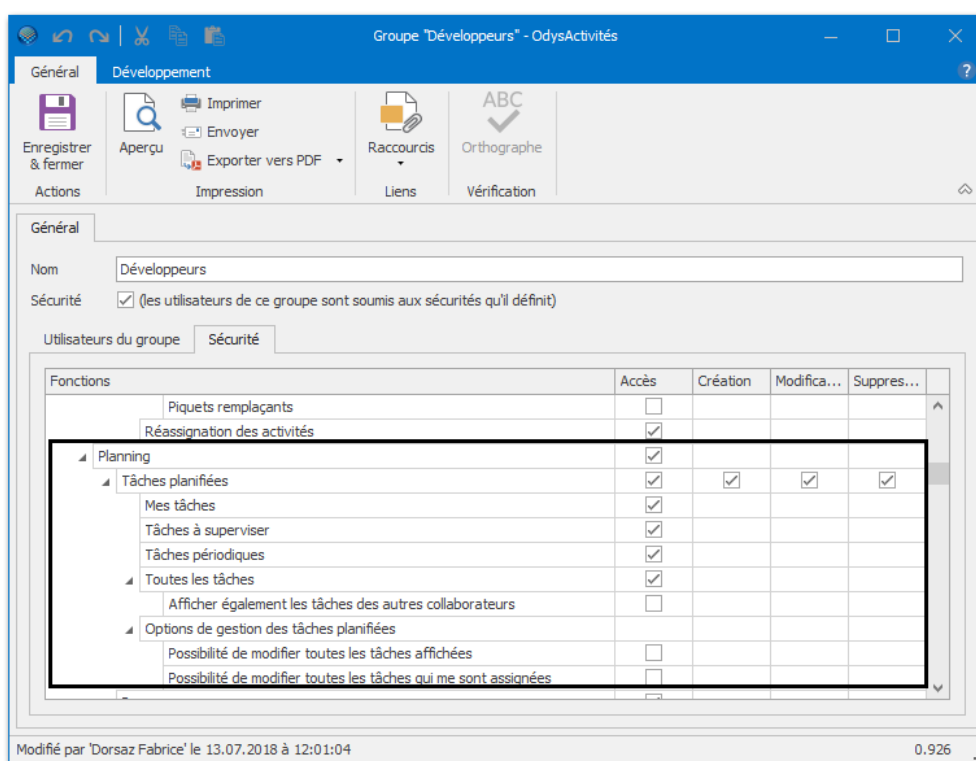 Groupe "Développeurs" - OdysActivités
Général Développement
Enregistrer & fermer
Aperçu
Imprimer
Envoyer
Exporter vers PDF
Raccourcis
ABC
Orthographe
Actions Impression Liens Vérification
Général
Nom Développeurs
Sécurité (les utilisateurs de ce groupe sont soumis aux sécurités qu'il définit)
Utilisateurs du groupe Sécurité
Fonctions Accès Création Modifica... Suppres...
Piquets remplaçants
Réassignation des activités
Planning
Tâches planifiées
Mes tâches
Tâches à superviser
Tâches périodiques
Toutes les tâches
Afficher également les tâches des autres collaborateurs
Options de gestion des tâches planifiées
Possibilité de modifier toutes les tâches affichées
Possibilité de modifier toutes les tâches qui me sont assignées
Modifié par 'Dorsaz Fabrice' le 13.07.2018 à 12:01:04 0.926